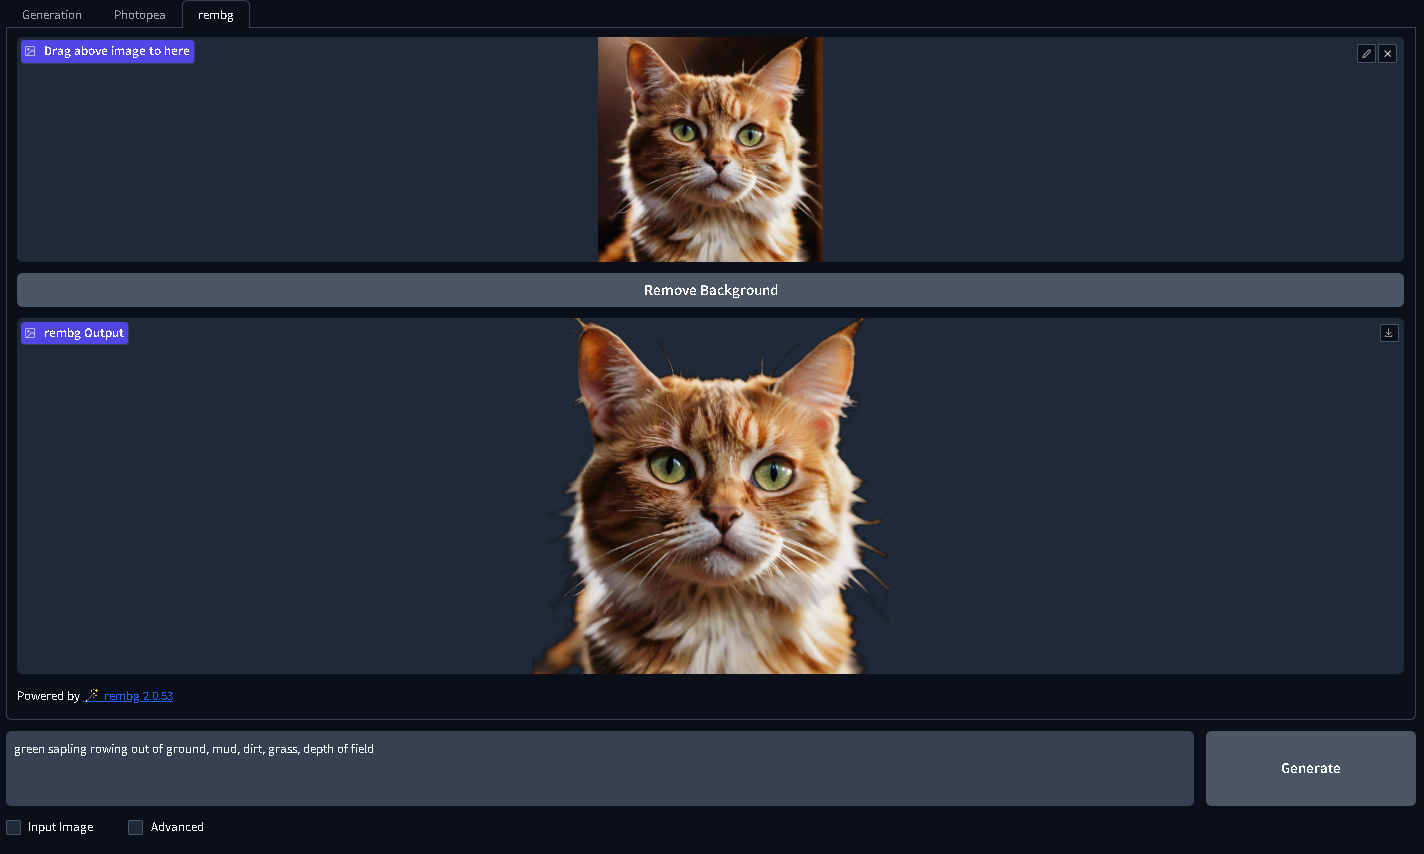 Generation
Photopea
rembg
Drag above image to here
Remove Background
rembg Output
Powered by 🪄 rembg 2.0.53
green sapling rowing out of ground, mud, dirt, grass, depth of field
Generate
Input Image
Advanced